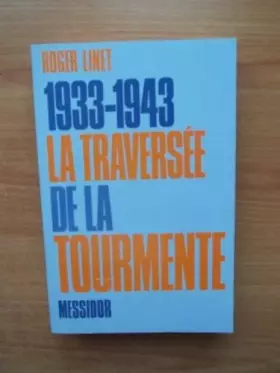 ROGER LINET
1933-1943
LA TRAVERSÉE
DE LA
TOURMENTE
MESSIDOR